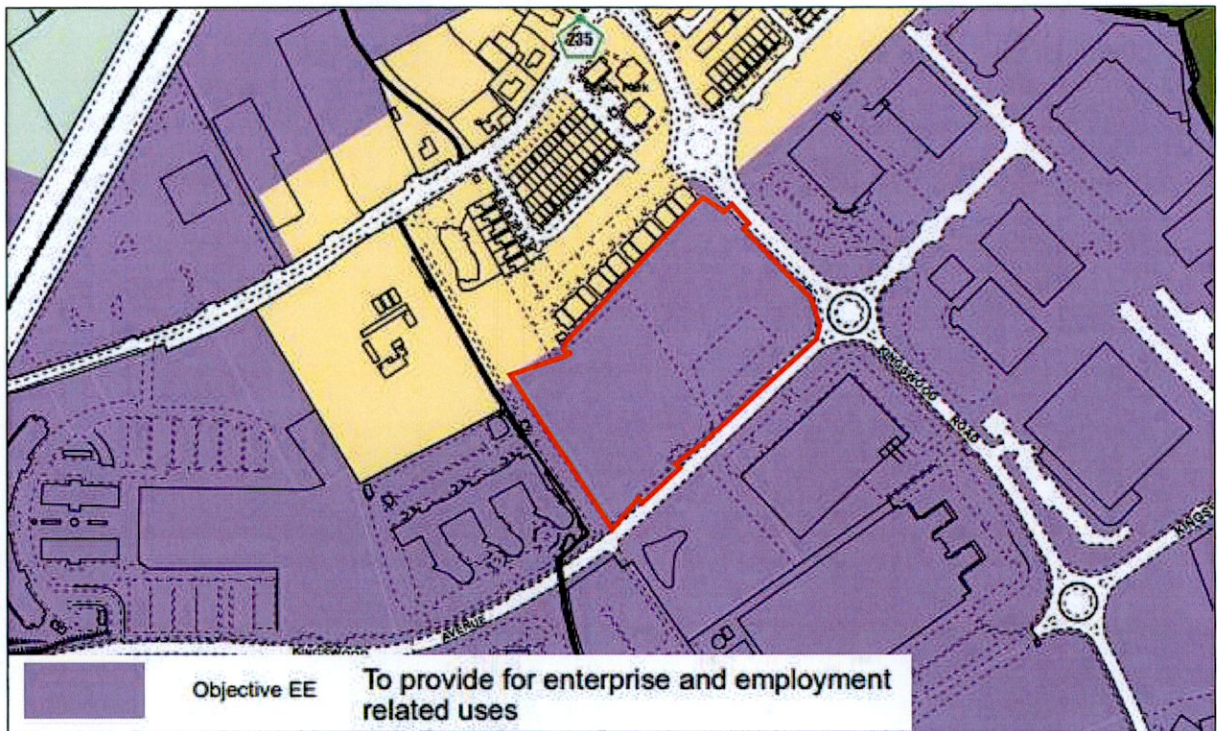 235
KINGSWOOD
ROAD
AVENUE
Objective EE
To provide for enterprise and employment
related uses